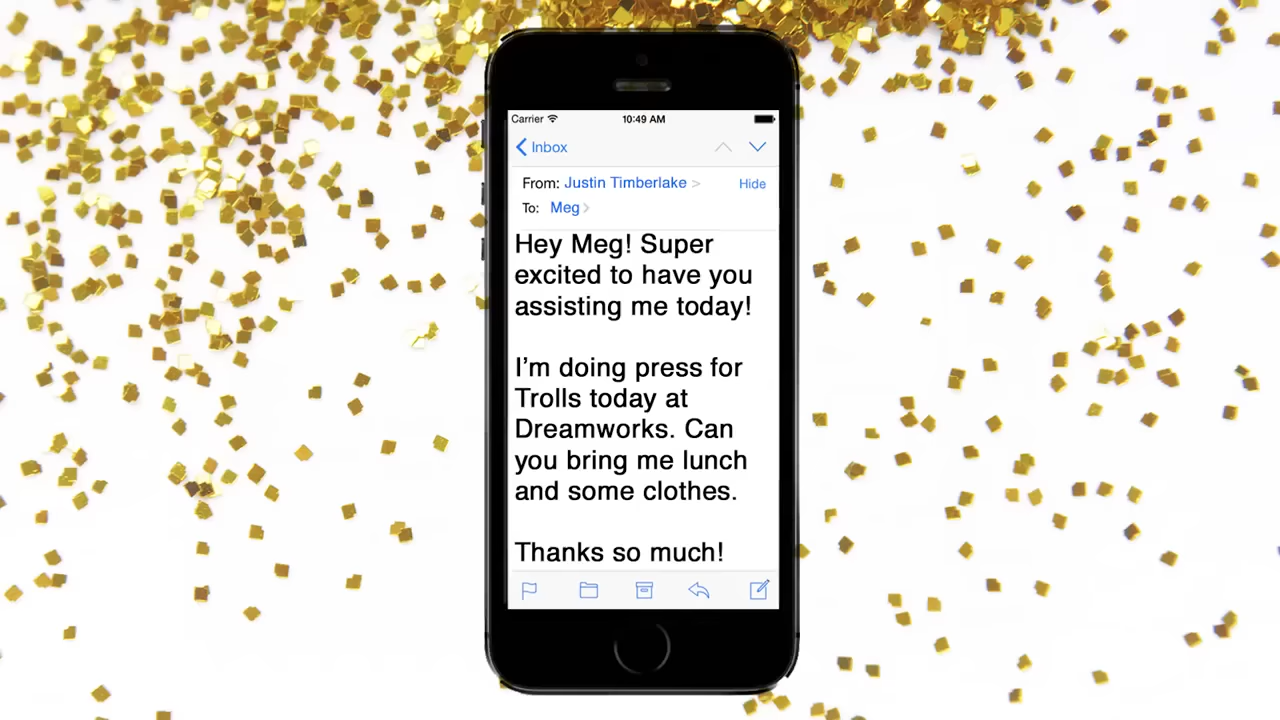 Carrier 10:49 AM
Inbox
From: Justin Timberlake > Hide
To: Meg >
Hey Meg! Super
excited to have you
assisting me today!
I’m doing press for
Trolls today at
Dreamworks. Can
you bring me lunch
and some clothes.
Thanks so much!